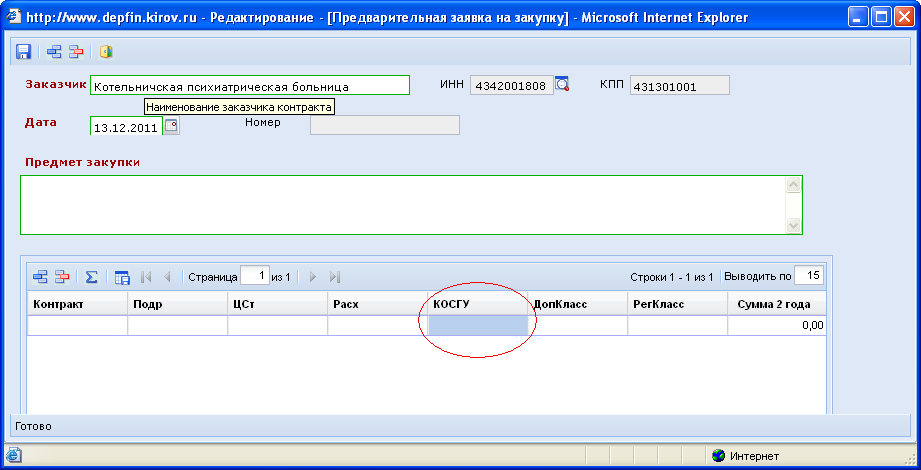 http://www.depfin.kirov.ru - Редактирование - [Предварительная заявка на закупку] - Microsoft Internet Explorer
Заказчик Котельничская психиатрическая больница ИНН 4342001808 КПП 431301001
Наименование заказчика контракта
Дата 13.12.2011 Номер
Предмет закупки
Страница 1 из 1 Строки 1 - 1 из 1 Выводить по 15
Контракт Подр ЦСт Расх КОСГУ ДопКласс РегКласс Сумма 2 года
0,00
Готово
Интернет